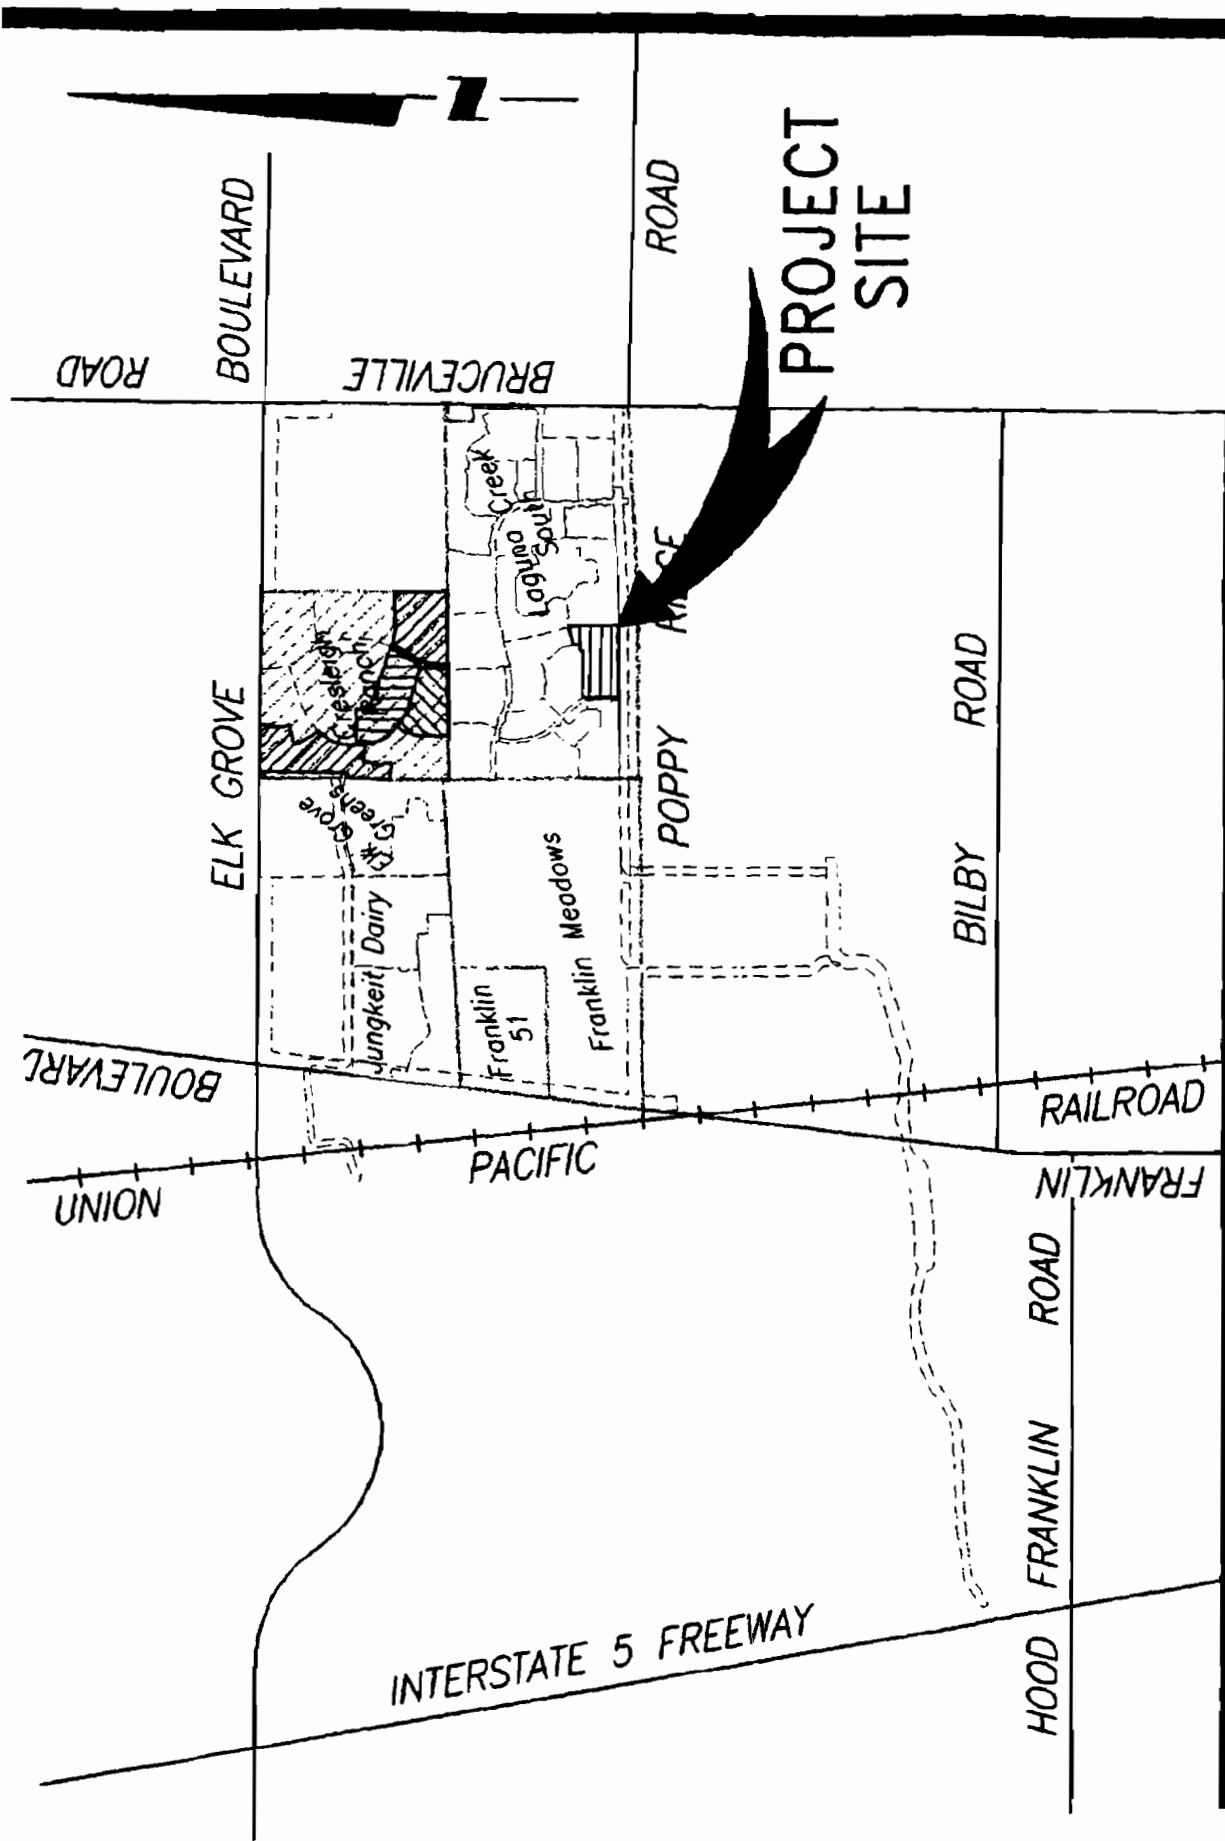 N
ROAD
BOULEVARD
BRUCEVILLE
ROAD
PROJECT
SITE
Creek
Laguna
South
Cresleigh
Ranch
ELK GROVE
POPPY
BILBY ROAD
Grove
Greens
Jungkeit Dairy
Franklin
51
Franklin Meadows
BOULEVARD
UNION
PACIFIC
RAILROAD
FRANKLIN
INTERSTATE 5 FREEWAY
HOOD FRANKLIN ROAD